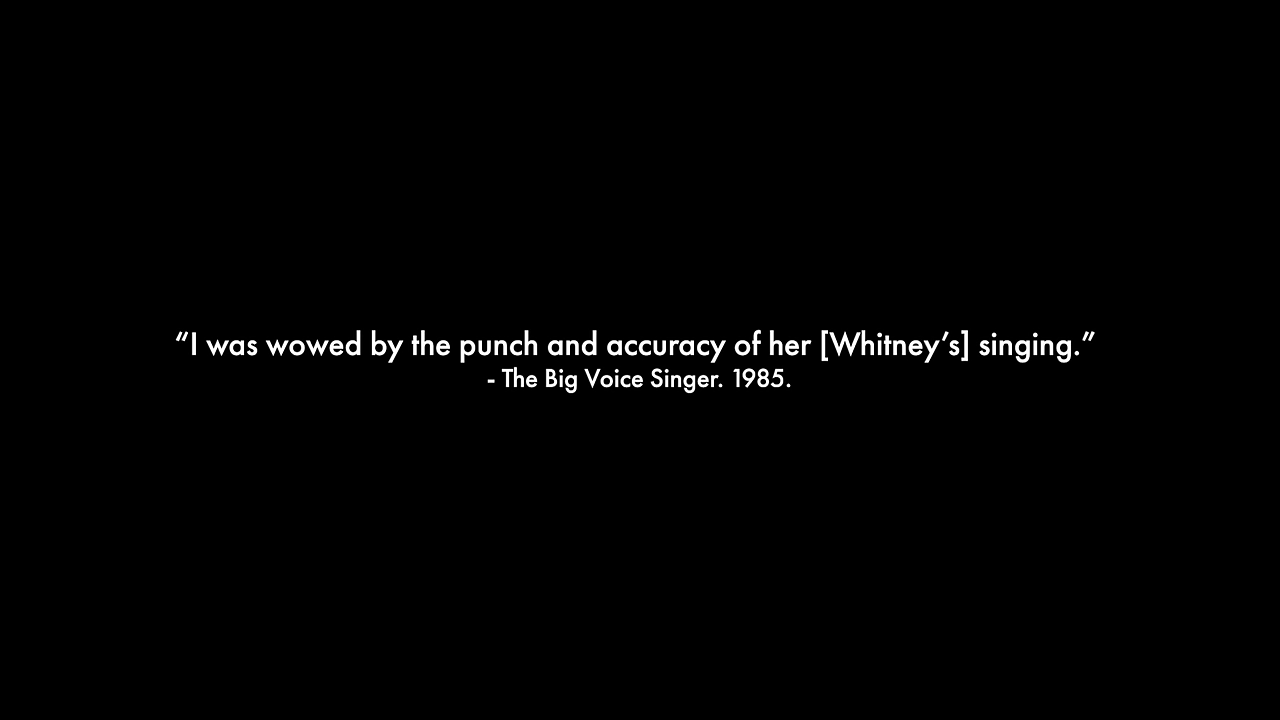 “I was wowed by the punch and accuracy of her [Whitney’s] singing.”
- The Big Voice Singer. 1985.